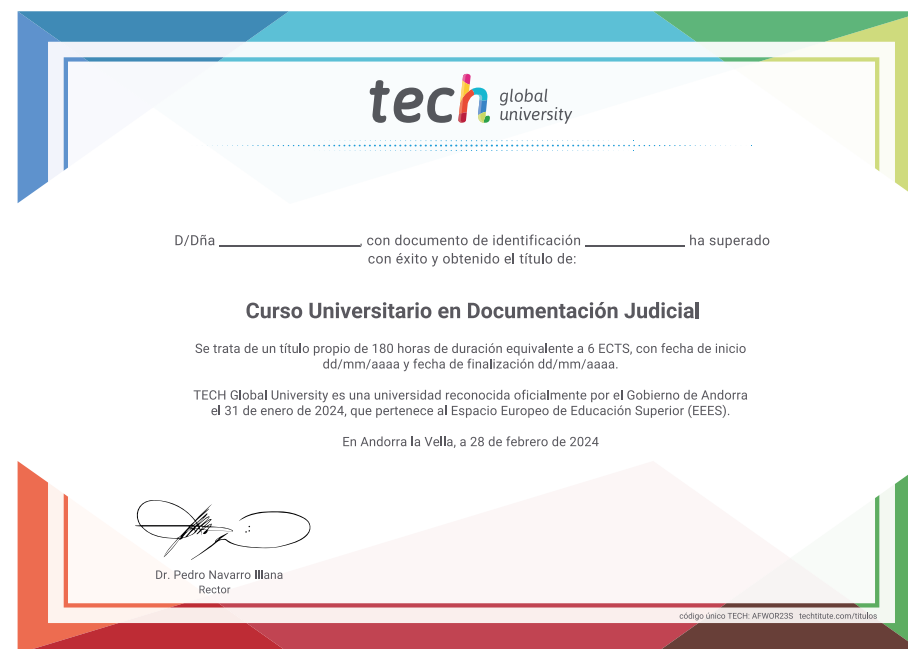 tech global university
D/Dña ____________________, con documento de identificación ______________ ha superado
con éxito y obtenido el título de:
Curso Universitario en Documentación Judicial
Se trata de un título propio de 180 horas de duración equivalente a 6 ECTS, con fecha de inicio
dd/mm/aaaa y fecha de finalización dd/mm/aaaa.
TECH Global University es una universidad reconocida oficialmente por el Gobierno de Andorra
el 31 de enero de 2024, que pertenece al Espacio Europeo de Educación Superior (EEES).
En Andorra la Vella, a 28 de febrero de 2024
Dr. Pedro Navarro Illana
Rector
código único TECH: AFWOR23S techtitute.com/titulos